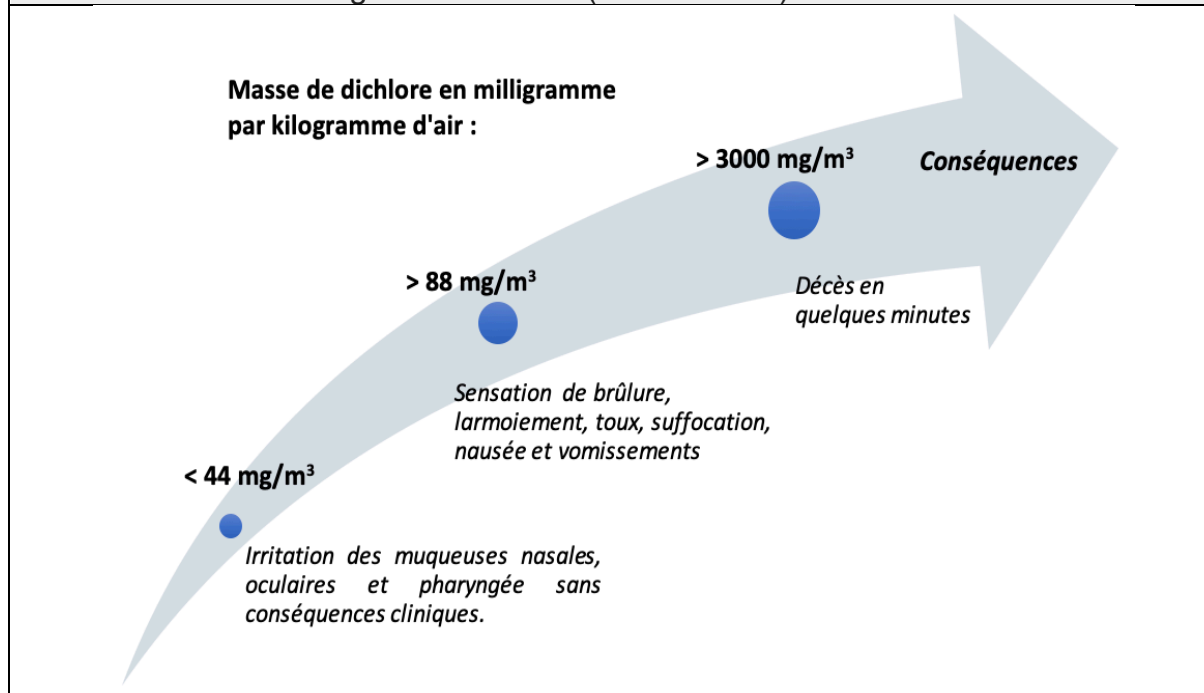 Masse de dichlore en milligramme
par kilogramme d'air :
> 3000 mg/m³
Conséquences
> 88 mg/m³
Décès en
quelques minutes
Sensation de brûlure,
larmoiement, toux, suffocation,
nausée et vomissements
< 44 mg/m³
Irritation des muqueuses nasales,
oculaires et pharyngée sans
conséquences cliniques.